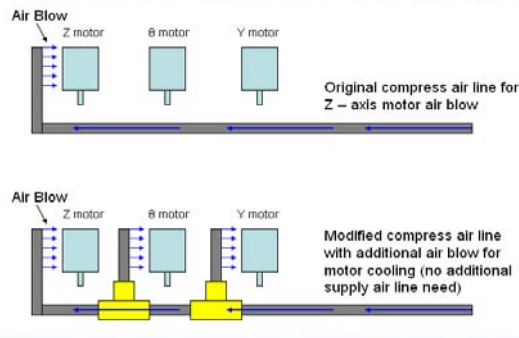 Air Blow
Z motor
θ motor
Y motor
Original compress air line for
Z – axis motor air blow
Air Blow
Z motor
θ motor
Y motor
Modified compress air line
with additional air blow for
motor cooling (no additional
supply air line need)